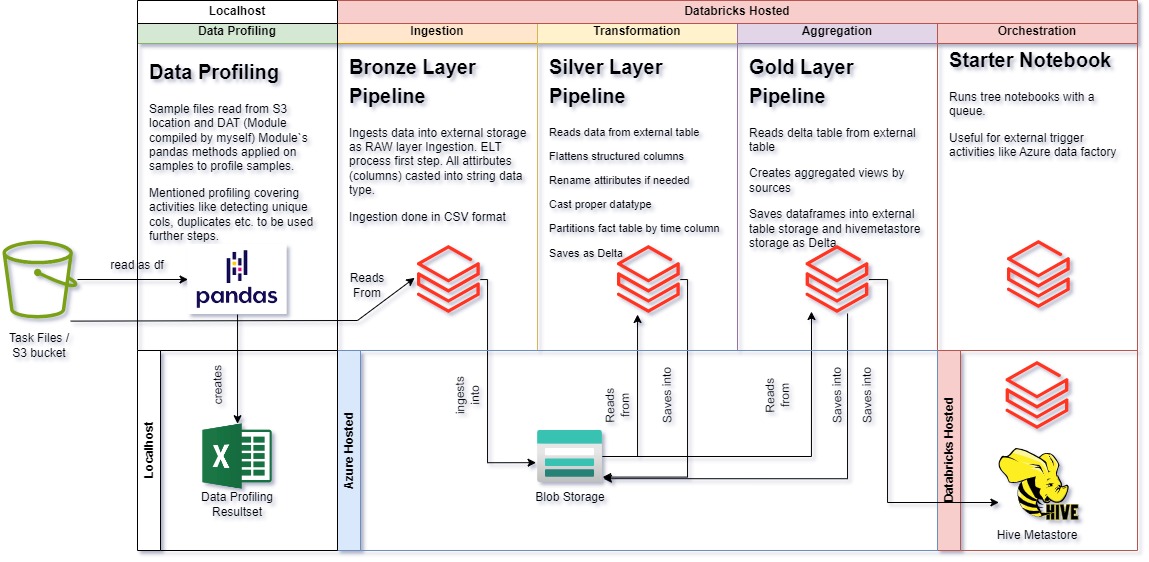 Localhost
Databricks Hosted
Data Profiling
Ingestion
Transformation
Aggregation
Orchestration
Data Profiling
Sample files read from S3
location and DAT (Module
compiled by myself) Module`s
pandas methods applied on
samples to profile samples.
Mentioned profiling covering
activities like detecting unique
cols, duplicates etc. to be used
further steps.
Bronze Layer
Pipeline
Ingests data into external storage
as RAW layer Ingestion. ELT
process first step. All attirbutes
(columns) casted into string data
type.
Ingestion done in CSV format
Silver Layer
Pipeline
Reads data from external table
Flattens structured columns
Rename attiributes if needed
Cast proper datatype
Partitions fact table by time column
Saves as Delta
Gold Layer
Pipeline
Reads delta table from external
table
Creates aggregated views by
sources
Saves dataframes into external
table storage and hivemetastore
storage as Delta
Starter Notebook
Runs tree notebooks with a
queue.
Useful for external trigger
activities like Azure data factory
read as df
pandas
Reads
From
Task Files /
S3 bucket
creates
ingests
into
Reads
from
Saves into
Reads
from
Saves into
Saves into
Localhost
Azure Hosted
Databricks Hosted
X
Data Profiling
Resultset
Blob Storage
HIVE
Hive Metastore